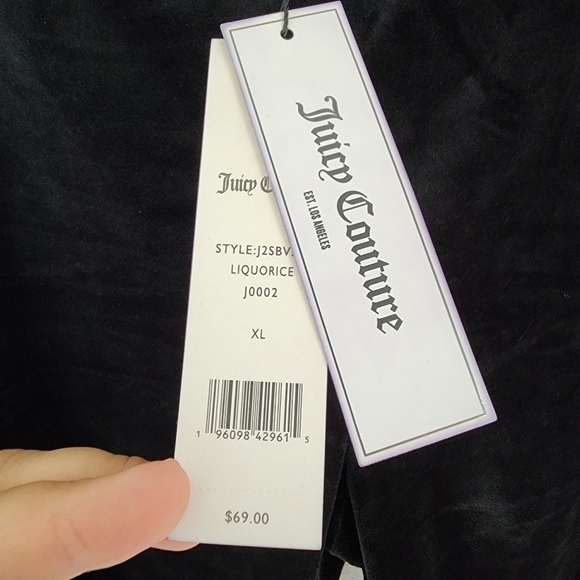 Juicy
STYLE:J2SBV
LIQUORICE
J0002
XL
1 96098 42961 5
$69.00
Juicy Couture
EST. LOS ANGELES